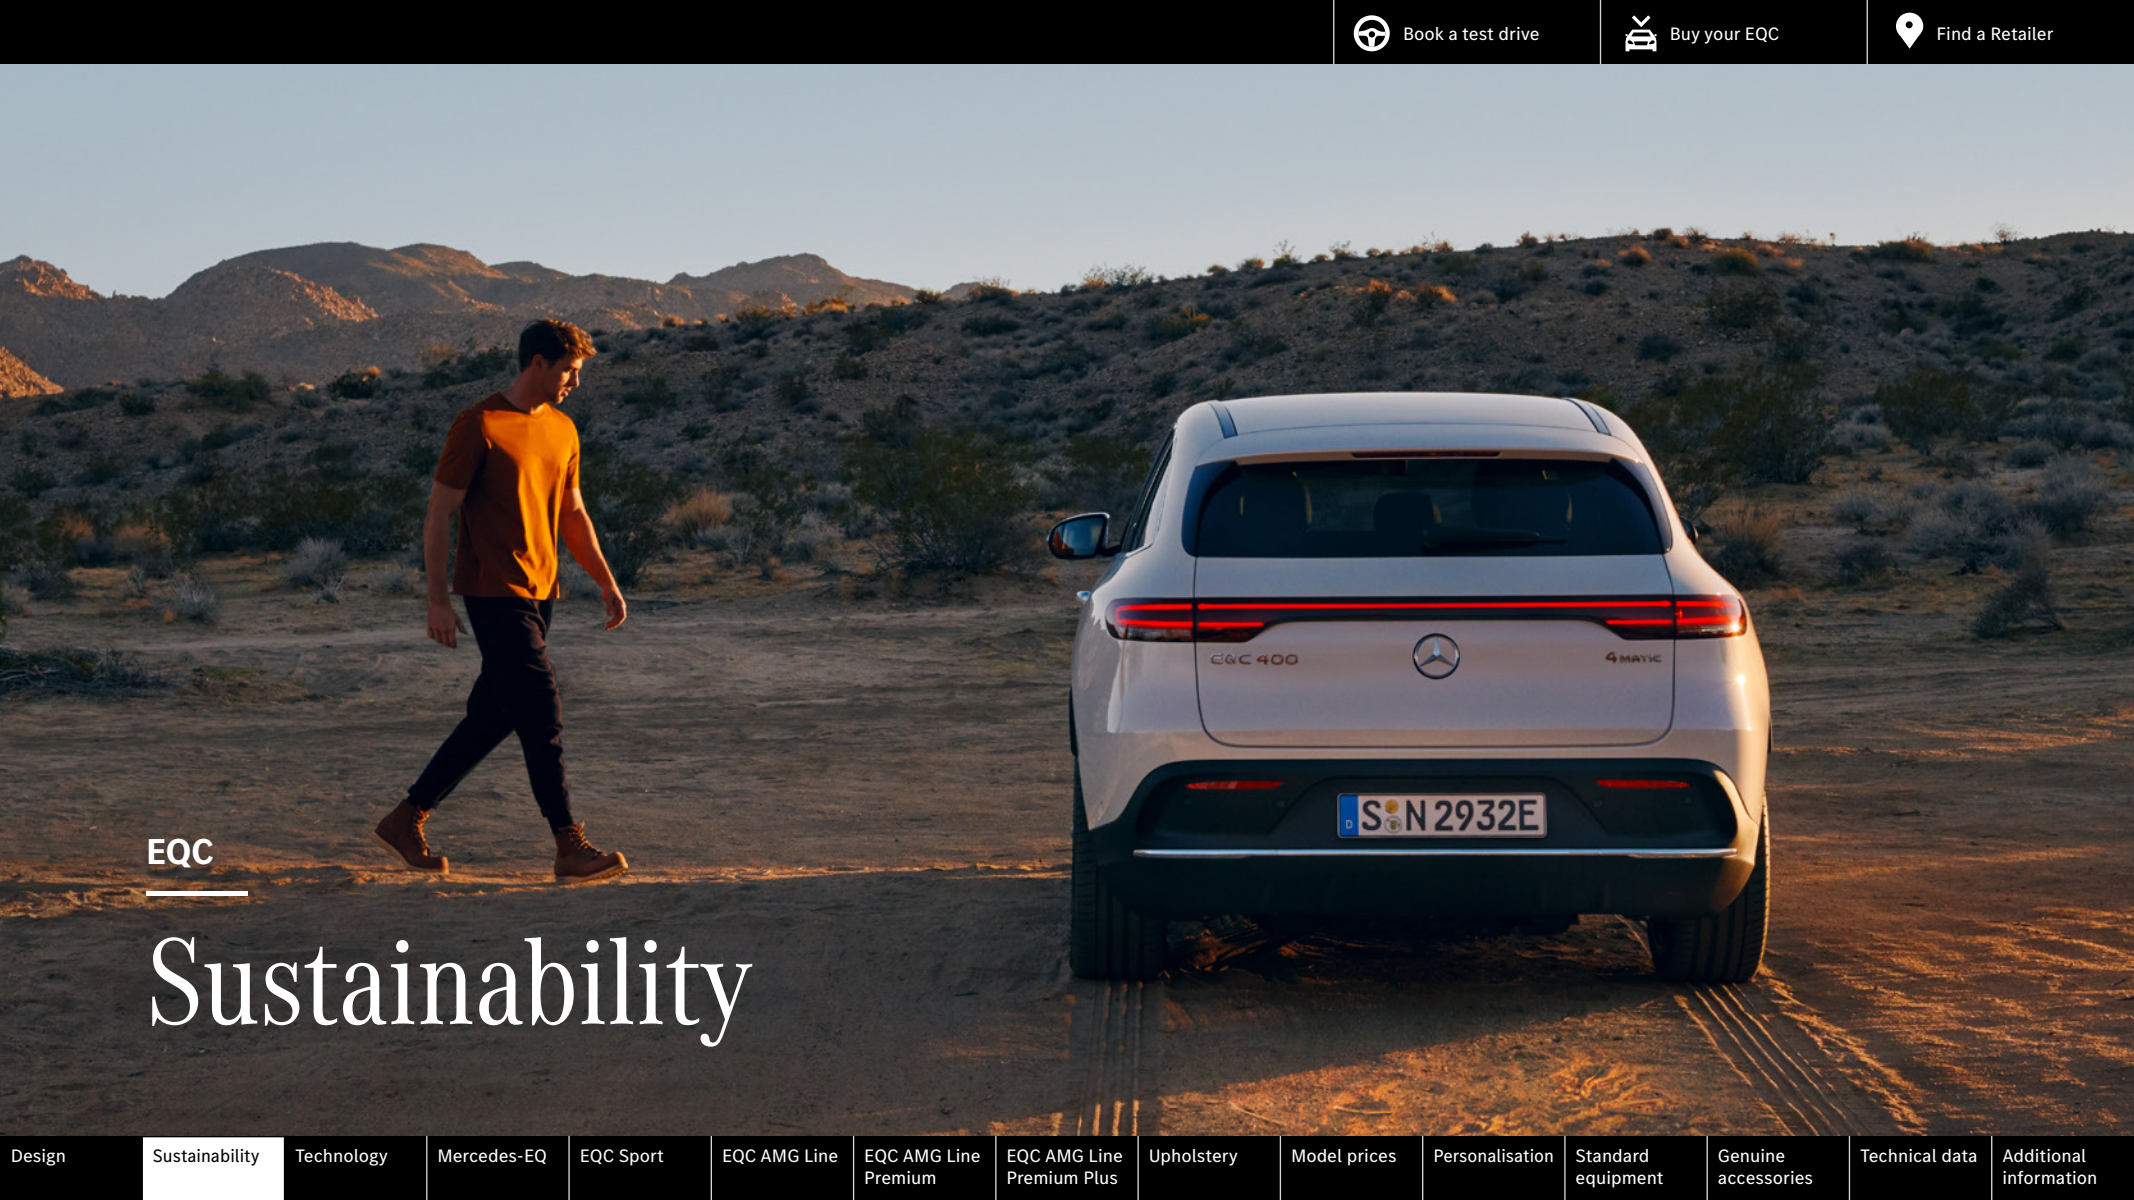 Book a test drive
Buy your EQC
Find a Retailer
EQC 400
4MATIC
D
S N 2932E
EQC
Sustainability
Design
Sustainability
Technology
Mercedes-EQ
EQC Sport
EQC AMG Line
EQC AMG Line
Premium
EQC AMG Line
Premium Plus
Upholstery
Model prices
Personalisation
Standard
equipment
Genuine
accessories
Technical data
Additional
information